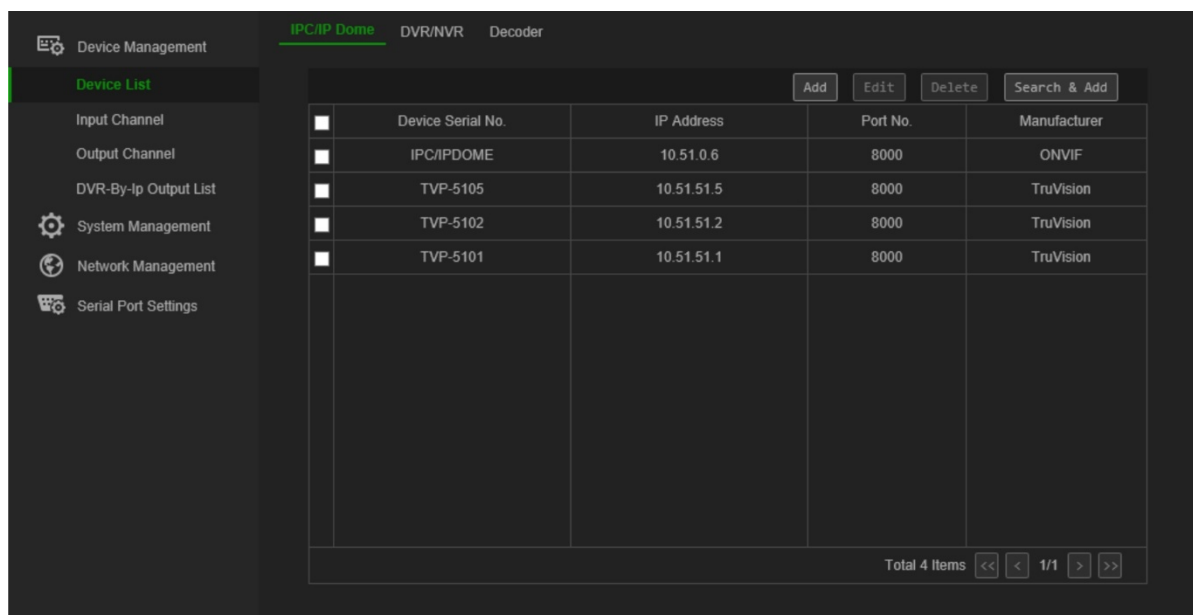 IPC/IP Dome DVR/NVR Decoder
Device Management
Device List
Input Channel
Output Channel
DVR-By-Ip Output List
System Management
Network Management
Serial Port Settings
Add Edit Delete Search & Add
Device Serial No. IP Address Port No. Manufacturer
IPC/IPDOME 10.51.0.6 8000 ONVIF
TVP-5105 10.51.51.5 8000 TruVision
TVP-5102 10.51.51.2 8000 TruVision
TVP-5101 10.51.51.1 8000 TruVision
Total 4 Items << < 1/1 > >>